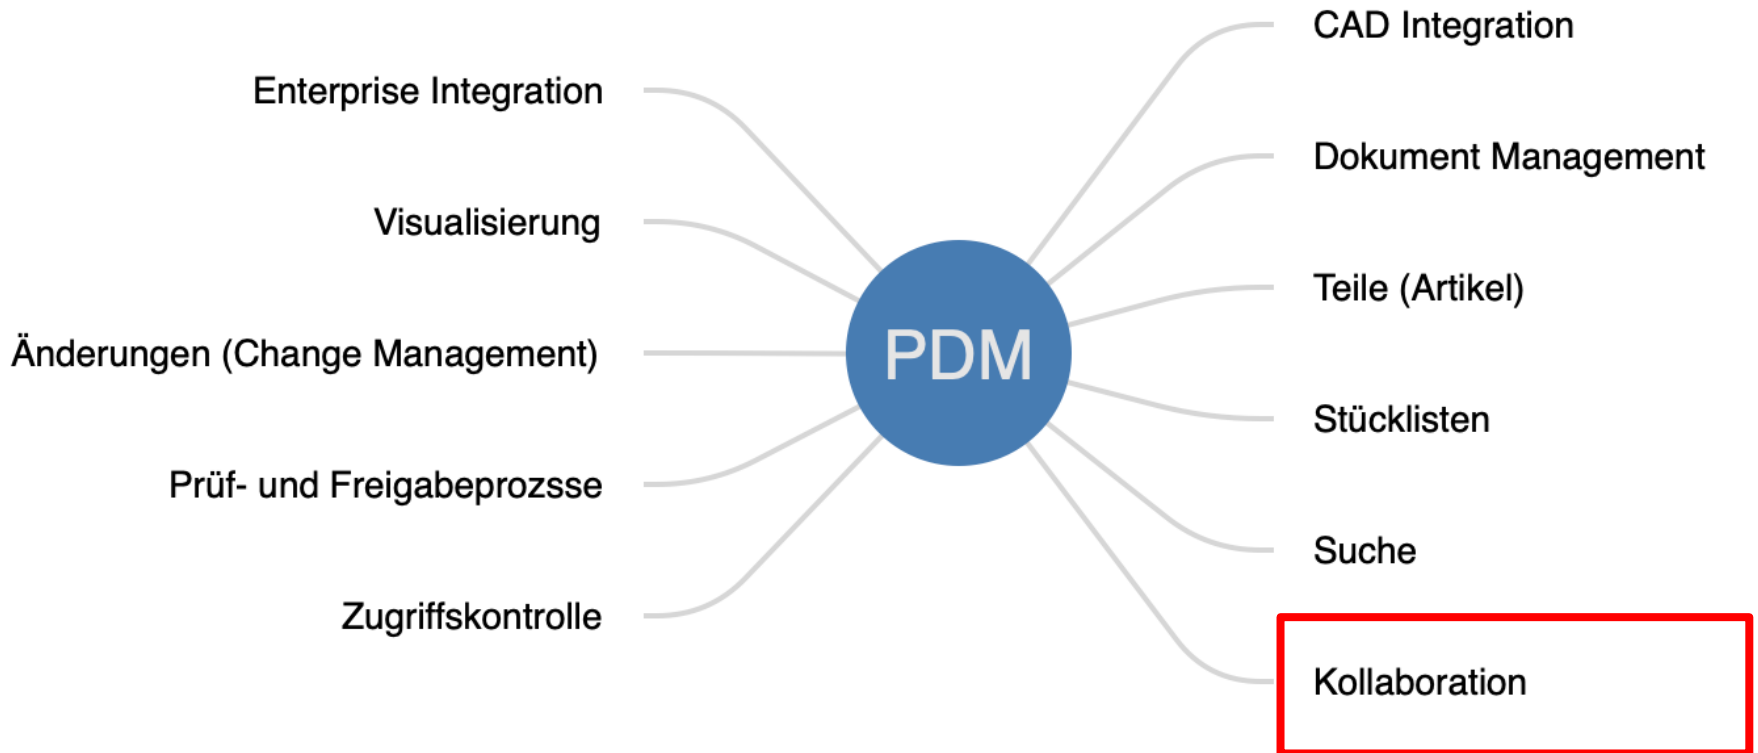 CAD Integration
Enterprise Integration
Dokument Management
Visualisierung
Teile (Artikel)
Änderungen (Change Management)
PDM
Stücklisten
Prüf- und Freigabeprozsse
Suche
Zugriffskontrolle
Kollaboration